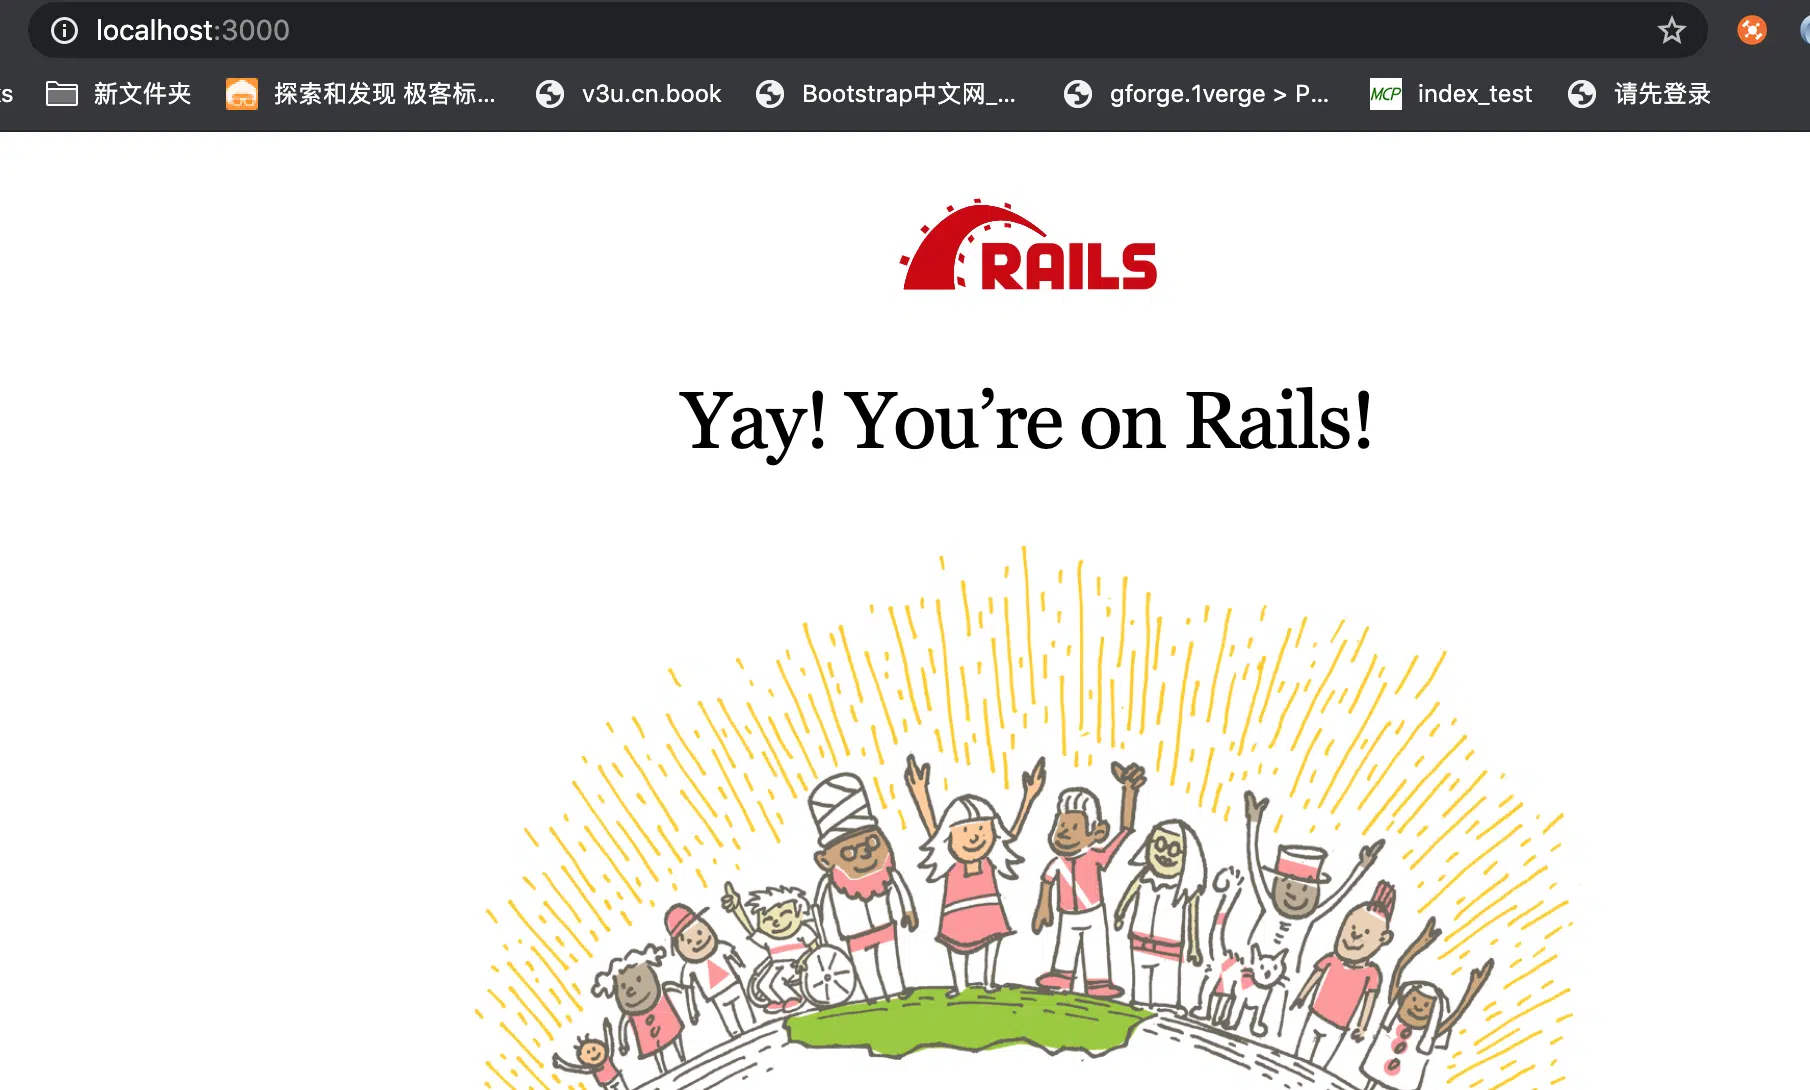 localhost:3000
s 新文件夹 探索和发现 极客标... v3u.cn.book Bootstrap中文网_... gforge.1verge > P... MCP index_test 请先登录
RAILS
Yay! You’re on Rails!